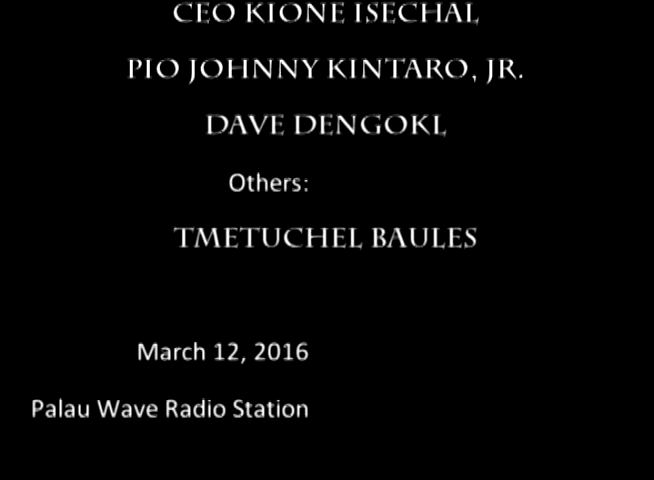 CEO KIONE ISECHAL
PIO JOHNNY KINTARO, JR.
DAVE DENGOKL
Others:
TMETUCHEL BAULES
March 12, 2016
Palau Wave Radio Station